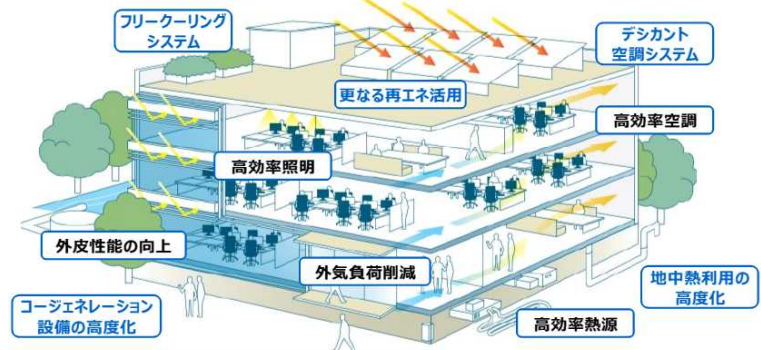 フリークーリング
システム
デシカント
空調システム
更なる再エネ活用
高効率空調
高効率照明
外皮性能の向上
外気負荷削減
地中熱利用の
高度化
コージェネレーション
設備の高度化
高効率熱源